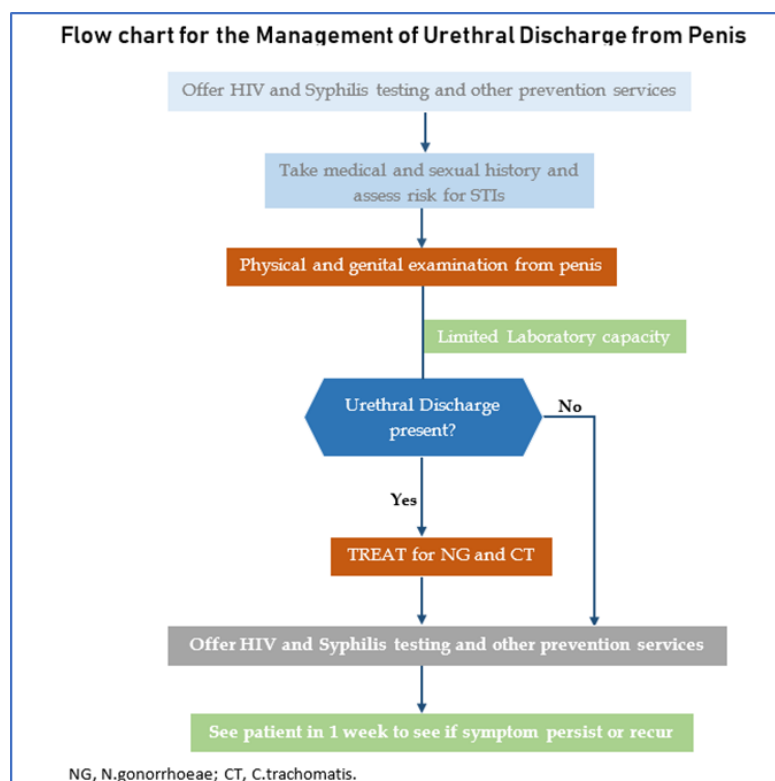 Flow chart for the Management of Urethral Discharge from Penis
Offer HIV and Syphilis testing and other prevention services
Take medical and sexual history and
assess risk for STIs
Physical and genital examination from penis
Limited Laboratory capacity
Urethral Discharge
present?
No
Yes
TREAT for NG and CT
Offer HIV and Syphilis testing and other prevention services
See patient in 1 week to see if symptom persist or recur
NG, N.gonorrhoeae; CT, C.trachomatis.